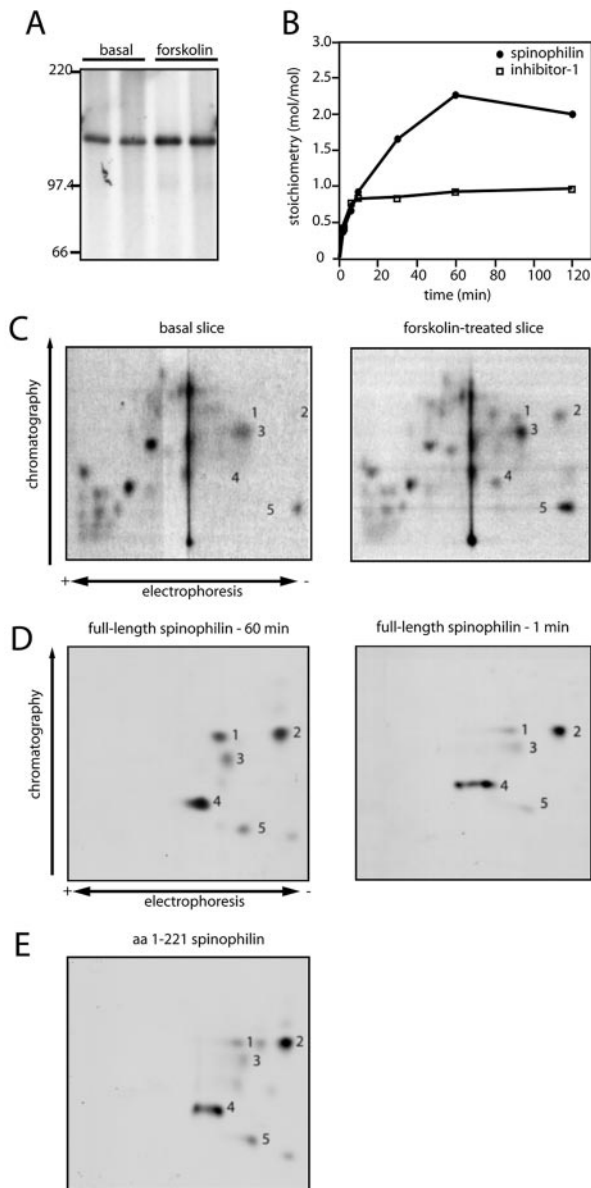 A
basal forskolin
220
97.4
66
B
3.0
2.5
2.0
1.5
1.0
0.5
0
stoichiometry (mol/mol)
spinophilin
inhibitor-1
0 20 40 60 80 100 120
time (min)
C
basal slice
forskolin-treated slice
chromatography
1 2
3
4
5
1 2
3
4
5
+ -
electrophoresis
D
full-length spinophilin - 60 min
full-length spinophilin - 1 min
chromatography
1 2
3
4
5
1 2
3
4
5
+ -
electrophoresis
E
aa 1-221 spinophilin
1 2
3
4
5